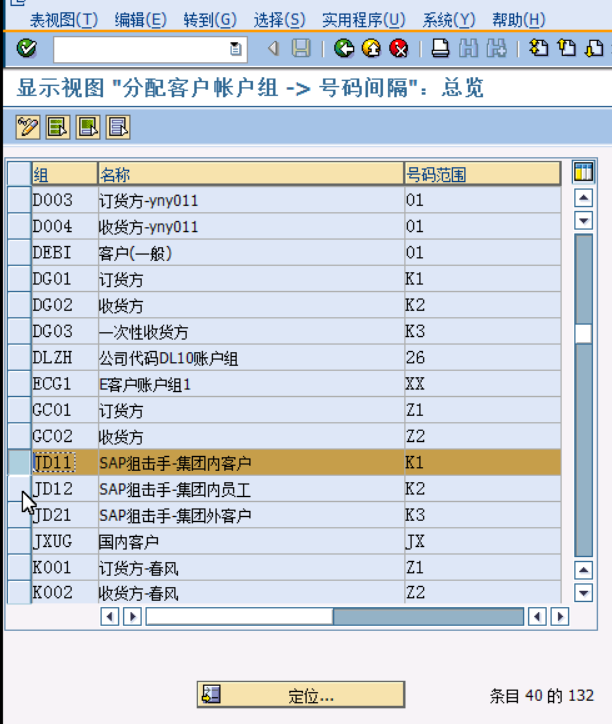 表视图(T) 编辑(E) 转到(G) 选择(S) 实用程序(U) 系统(Y) 帮助(H)
显示视图 "分配客户帐户组 -> 号码间隔": 总览
组 名称 号码范围
D003 订货方-yny011 01
D004 收货方-yny011 01
DEBI 客户(一般) 01
DG01 订货方 K1
DG02 收货方 K2
DG03 一次性收货方 K3
DLZH 公司代码DL10账户组 26
ECG1 E客户账户组1 XX
GC01 订货方 Z1
GC02 收货方 Z2
JD11 SAP狙击手-集团内客户 K1
JD12 SAP狙击手-集团内员工 K2
JD21 SAP狙击手-集团外客户 K3
JXUG 国内客户 JX
K001 订货方-春风 Z1
K002 收货方-春风 Z2
定位... 条目 40 的 132